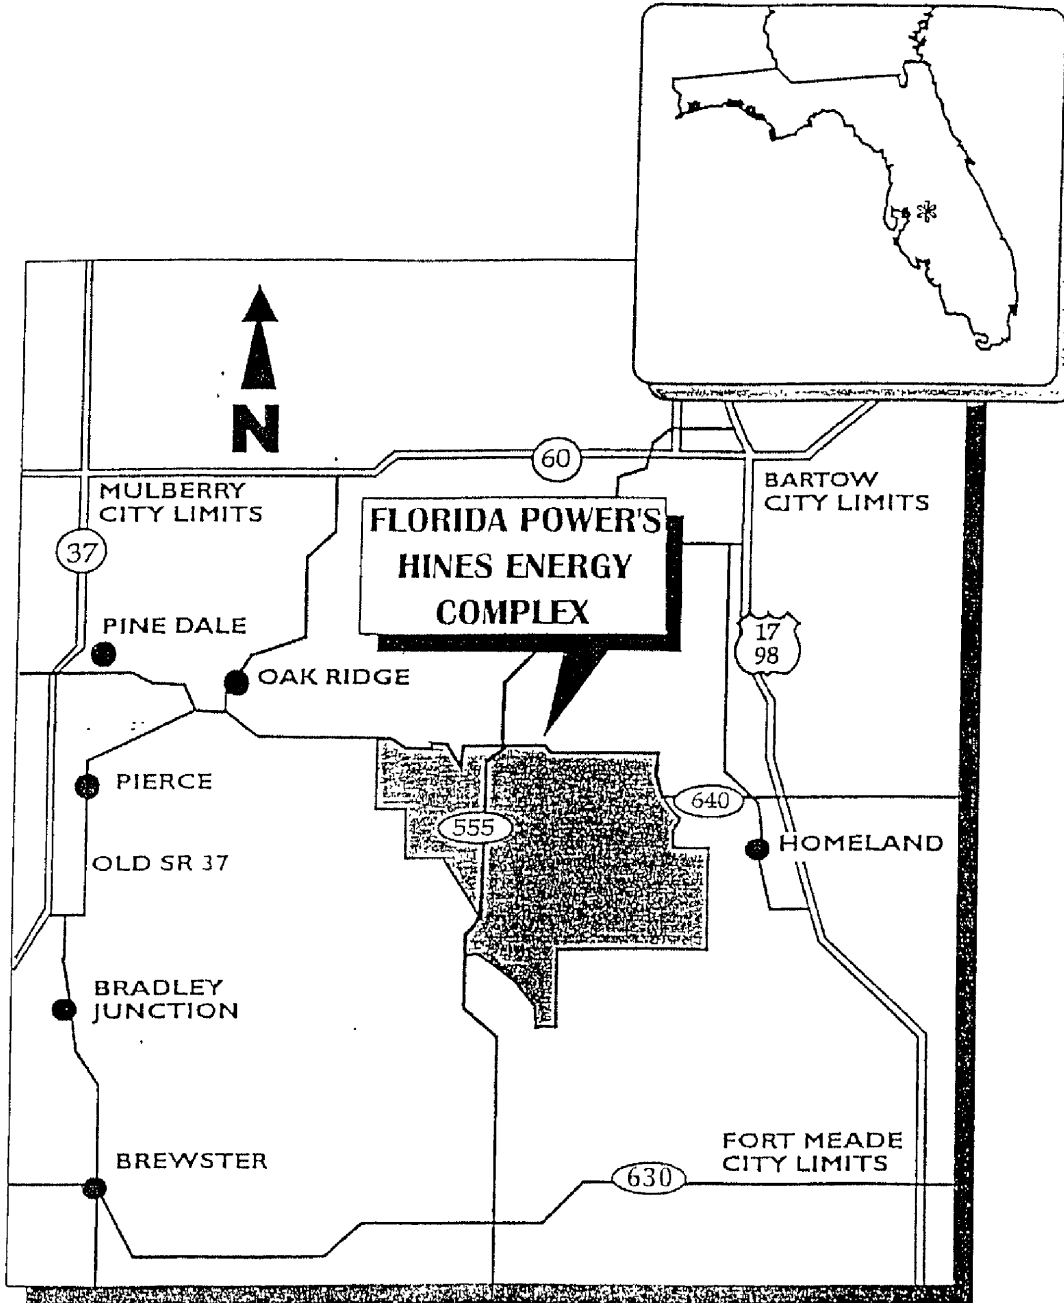 N
60
MULBERRY
CITY LIMITS
BARTOW
CITY LIMITS
FLORIDA POWER'S
HINES ENERGY
COMPLEX
37
PINE DALE
17
98
OAK RIDGE
PIERCE
640
555
HOMELAND
OLD SR 37
BRADLEY
JUNCTION
FORT MEADE
CITY LIMITS
BREWSTER
630